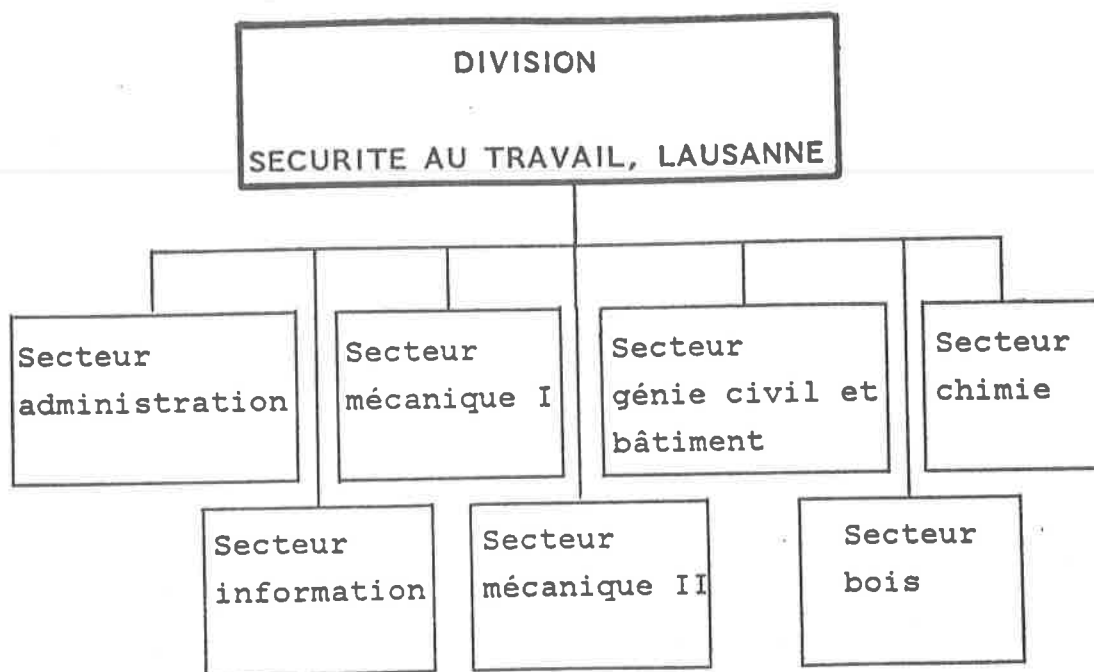 DIVISION
SECURITE AU TRAVAIL, LAUSANNE
Secteur
administration
Secteur
mécanique I
Secteur
génie civil et
bâtiment
Secteur
chimie
Secteur
information
Secteur
mécanique II
Secteur
bois